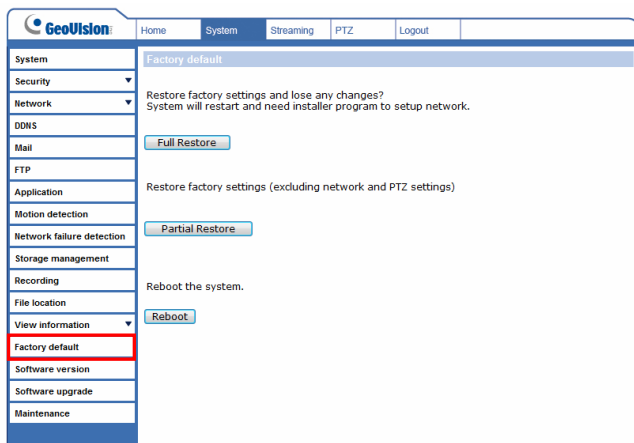 GeoVision
Home
System
Streaming
PTZ
Logout
System
Security
Network
DDNS
Mail
FTP
Application
Motion detection
Network failure detection
Storage management
Recording
File location
View information
Factory default
Software version
Software upgrade
Maintenance
Factory default
Restore factory settings and lose any changes?
System will restart and need installer program to setup network.
Full Restore
Restore factory settings (excluding network and PTZ settings)
Partial Restore
Reboot the system.
Reboot